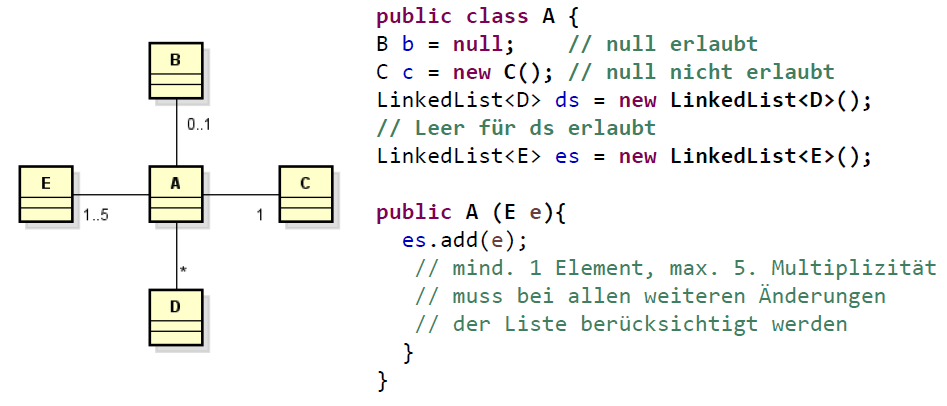 B
0..1
E
A
C
1..5
1
*
D
public class A {
B b = null;    // null erlaubt
C c = new C(); // null nicht erlaubt
LinkedList<D> ds = new LinkedList<D>();
// Leer für ds erlaubt
LinkedList<E> es = new LinkedList<E>();
public A (E e){
es.add(e);
// mind. 1 Element, max. 5. Multiplizität
// muss bei allen weiteren Änderungen
// der Liste berücksichtigt werden
}
}